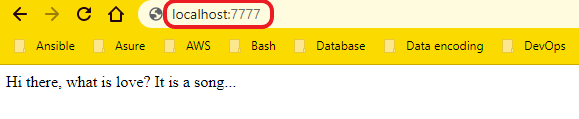 localhost:7777
Ansible Asure AWS Bash Database Data encoding DevOps
Hi there, what is love? It is a song...